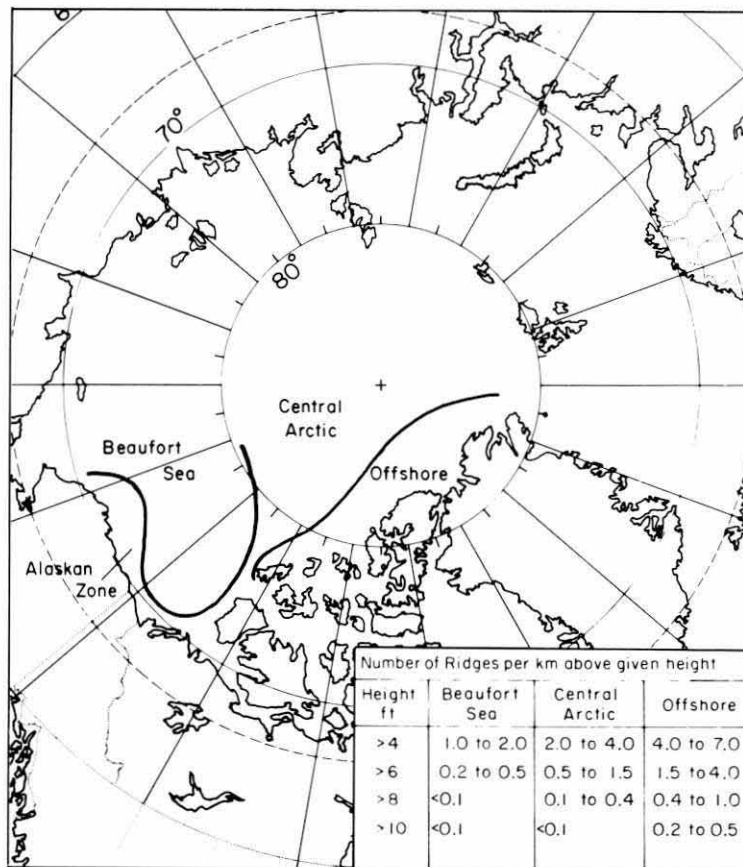 70°
80°
Central
Arctic
Beaufort
Sea
Offshore
Alaskan
Zone
Number of Ridges per km above given height
Height ft Beaufort Sea Central Arctic Offshore
>4 1.0 to 2.0 2.0 to 4.0 4.0 to 7.0
>6 0.2 to 0.5 0.5 to 1.5 1.5 to 4.0
>8 <0.1 0.1 to 0.4 0.4 to 1.0
>10 <0.1 <0.1 0.2 to 0.5